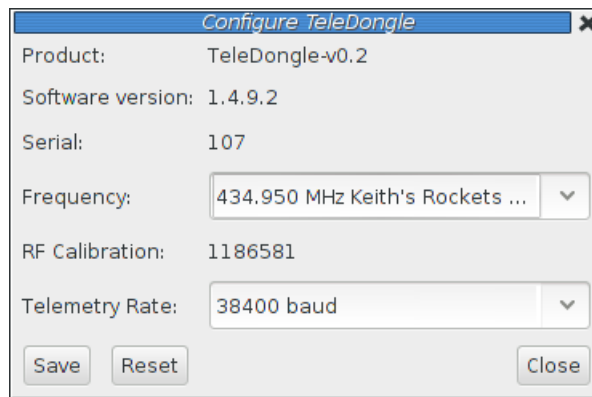 Configure TeleDongle
Product: TeleDongle-v0.2
Software version: 1.4.9.2
Serial: 107
Frequency: 434.950 MHz Keith's Rockets ...
RF Calibration: 1186581
Telemetry Rate: 38400 baud
Save Reset Close